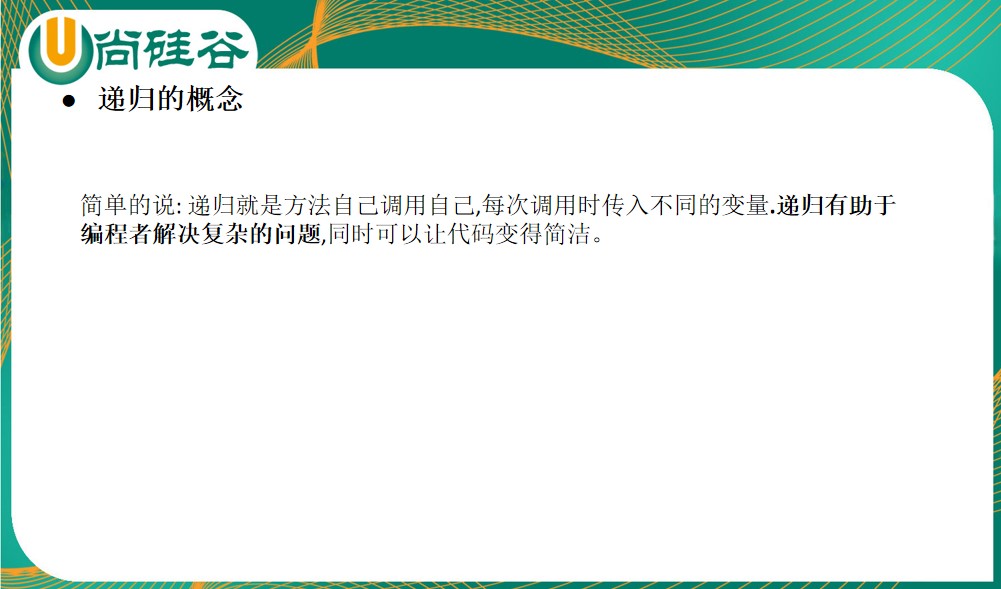 尚硅谷
● 递归的概念
简单的说: 递归就是方法自己调用自己,每次调用时传入不同的变量.递归有助于
编程者解决复杂的问题,同时可以让代码变得简洁。